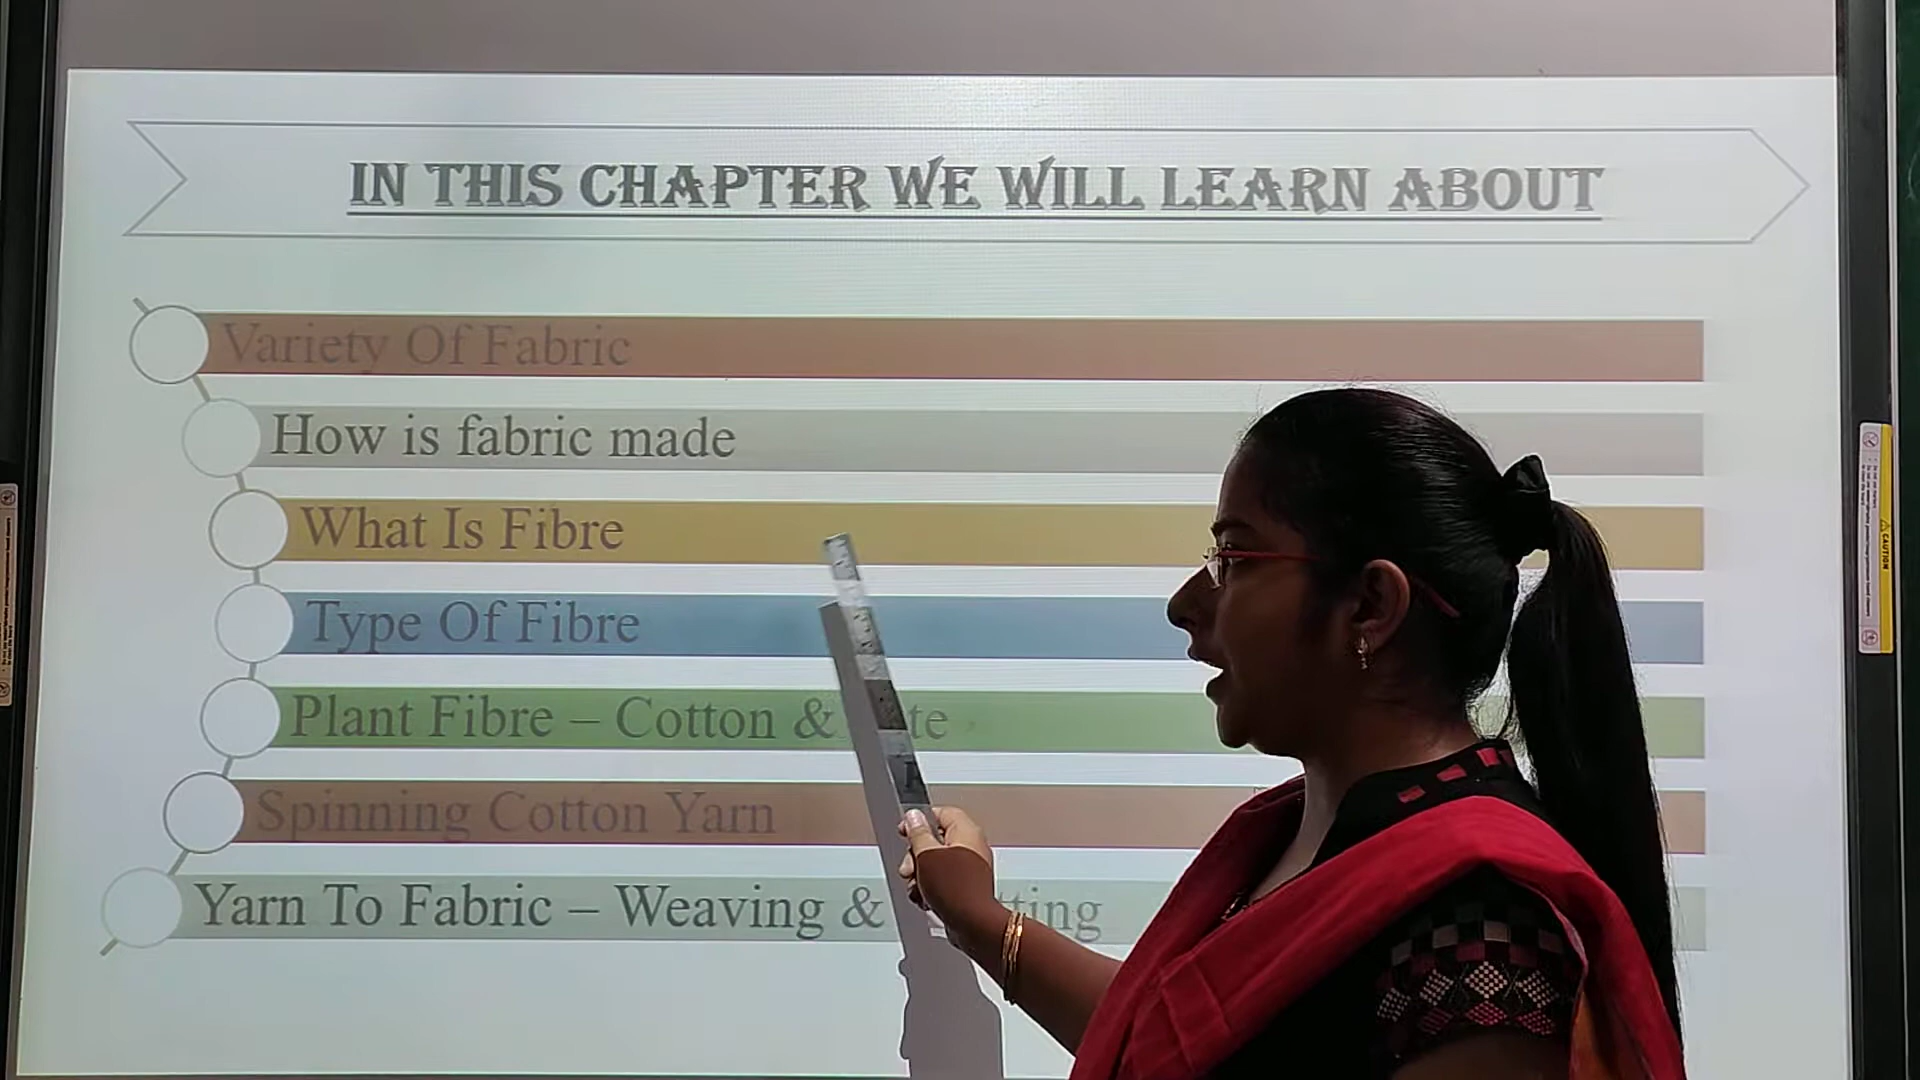 IN THIS CHAPTER WE WILL LEARN ABOUT
Variety Of Fabric
How is fabric made
What Is Fibre
Type Of Fibre
Plant Fibre – Cotton &
Spinning Cotton Yarn
Yarn To Fabric – Weaving &
CAUTION